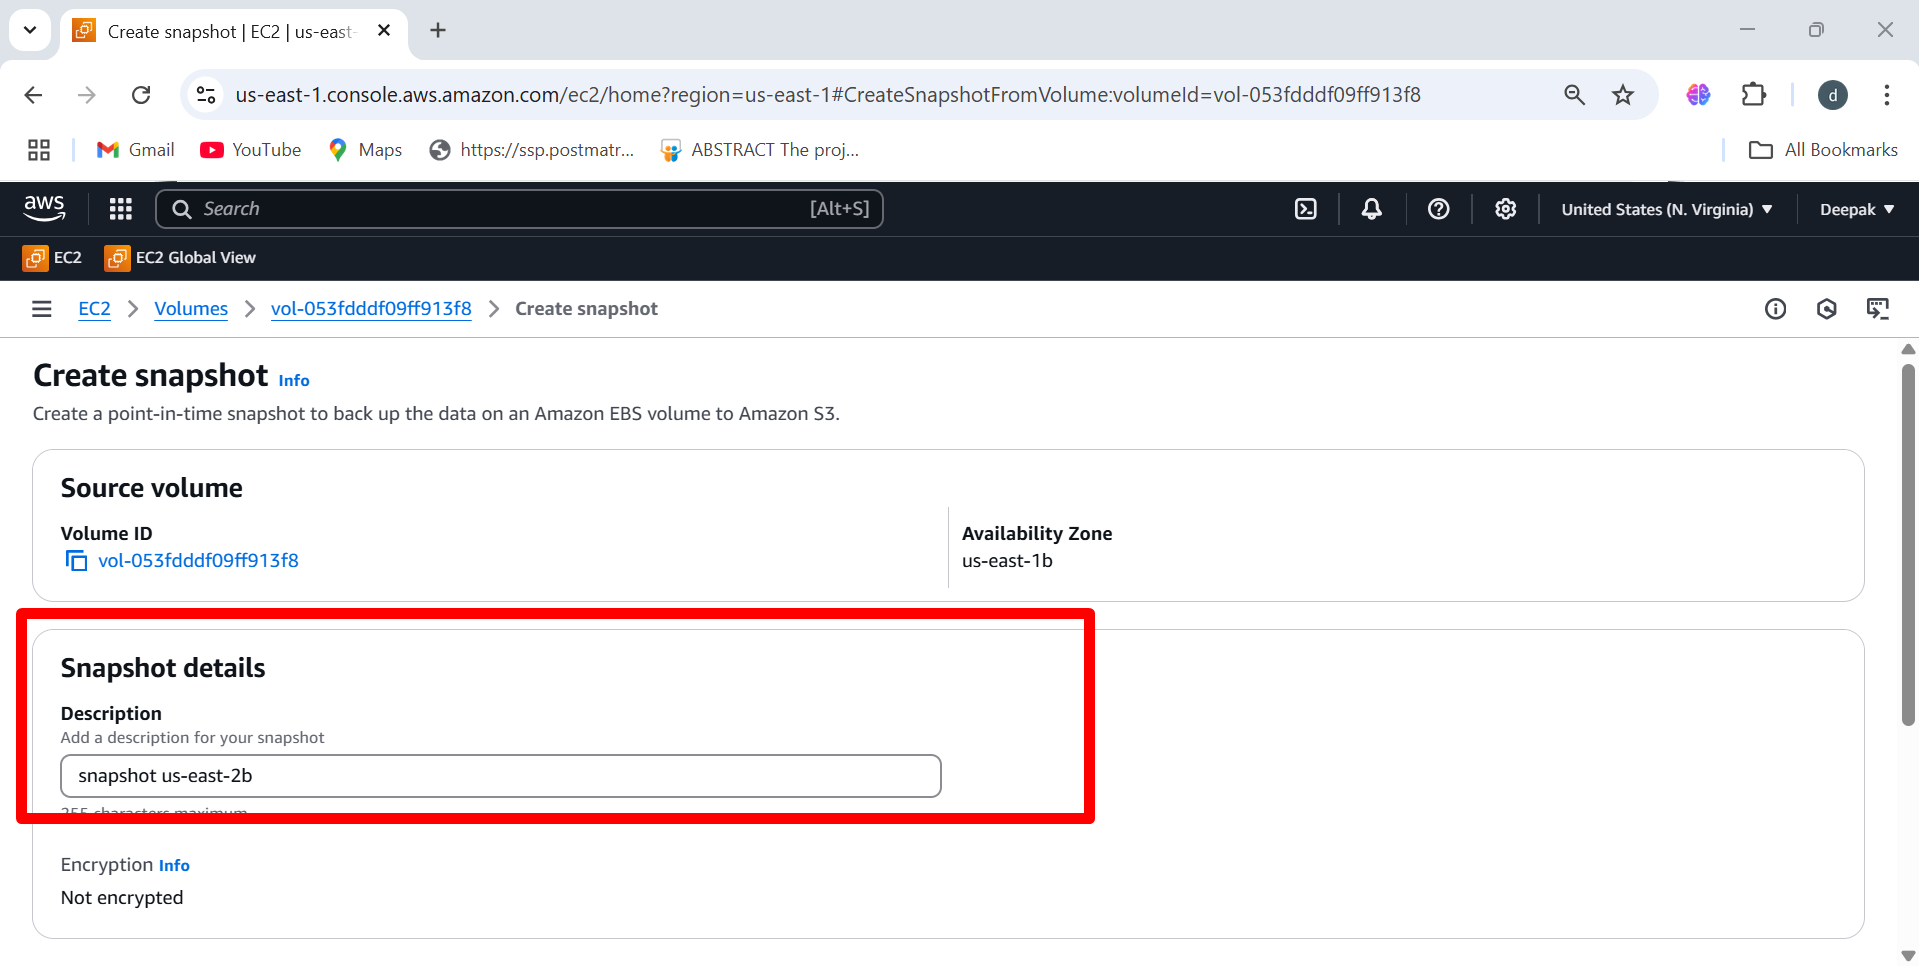 Create snapshot | EC2 | us-east-
us-east-1.console.aws.amazon.com/ec2/home?region=us-east-1#CreateSnapshotFromVolume:volumeId=vol-053fdddf09ff913f8
d
Gmail YouTube Maps https://ssp.postmatr... ABSTRACT The proj... All Bookmarks
aws Search [Alt+S] United States (N. Virginia) Deepak
EC2 EC2 Global View
EC2 Volumes vol-053fdddf09ff913f8 Create snapshot
Create snapshot Info
Create a point-in-time snapshot to back up the data on an Amazon EBS volume to Amazon S3.
Source volume
Volume ID
vol-053fdddf09ff913f8
Availability Zone
us-east-1b
Snapshot details
Description
Add a description for your snapshot
snapshot us-east-2b
255 characters maximum
Encryption Info
Not encrypted